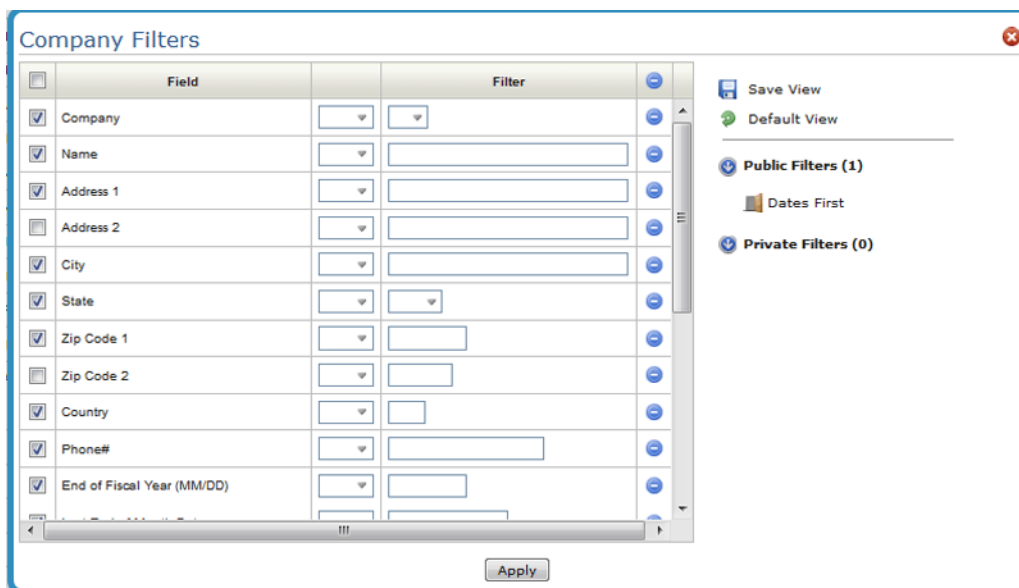 Company Filters
Field Filter
Company
Name
Address 1
Address 2
City
State
Zip Code 1
Zip Code 2
Country
Phone#
End of Fiscal Year (MM/DD)
Save View
Default View
Public Filters (1)
Dates First
Private Filters (0)
Apply